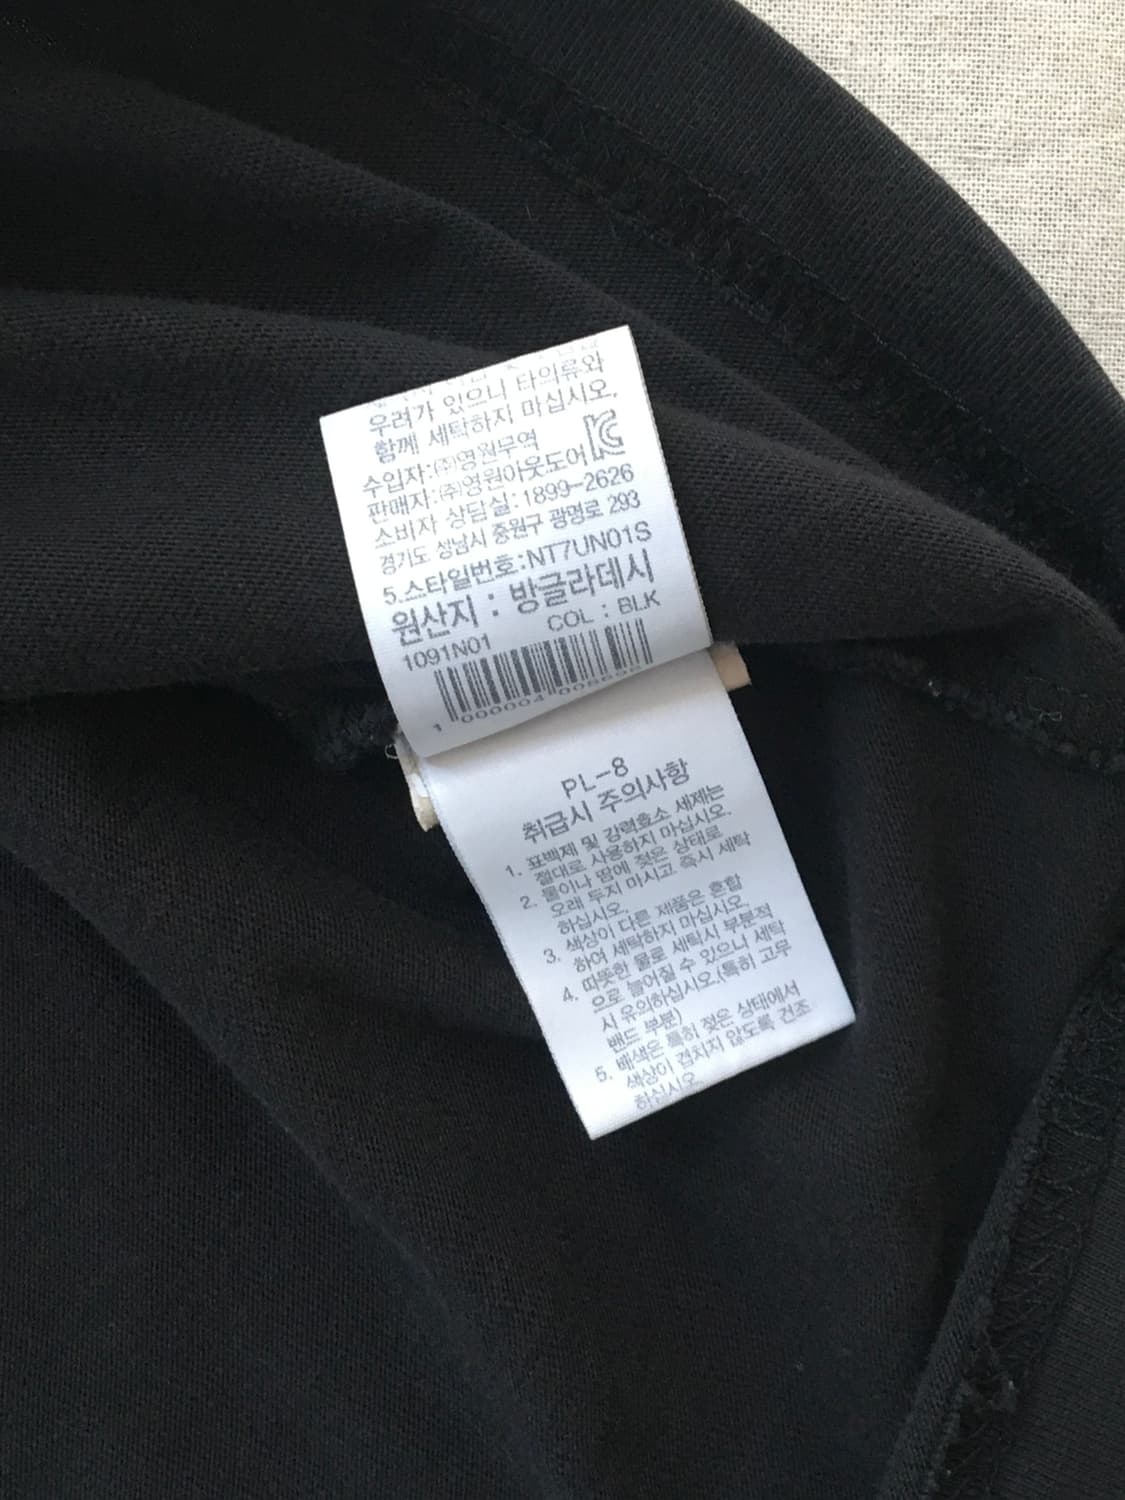 우려가 있으니 타의류와
함께 세탁하지 마십시오.
수입자:㈜영원무역
판매자:㈜영원아웃도어
소비자 상담실:1899-2626
경기도 성남시 중원구 광명로 293
5.스타일번호:NT7UN01S
원산지 : 방글라데시
1091N01 COL : BLK
PL-8
취급시 주의사항
1. 표백제 및 강력효소 세제는
절대로 사용하지 마십시오.
2. 물이나 땀에 젖은 상태로
오래 두지 마시고 즉시 세탁
하십시오.
3. 색상이 다른 제품은 혼합
하여 세탁하지 마십시오.
4. 따뜻한 물로 세탁시 부분적
으로 늘어질 수 있으니 세탁
시 유의하십시오.(특히 고무
밴드 부분)
5. 배색은 특히 젖은 상태에서
색상이 겹치지 않도록 건조
하십시오.